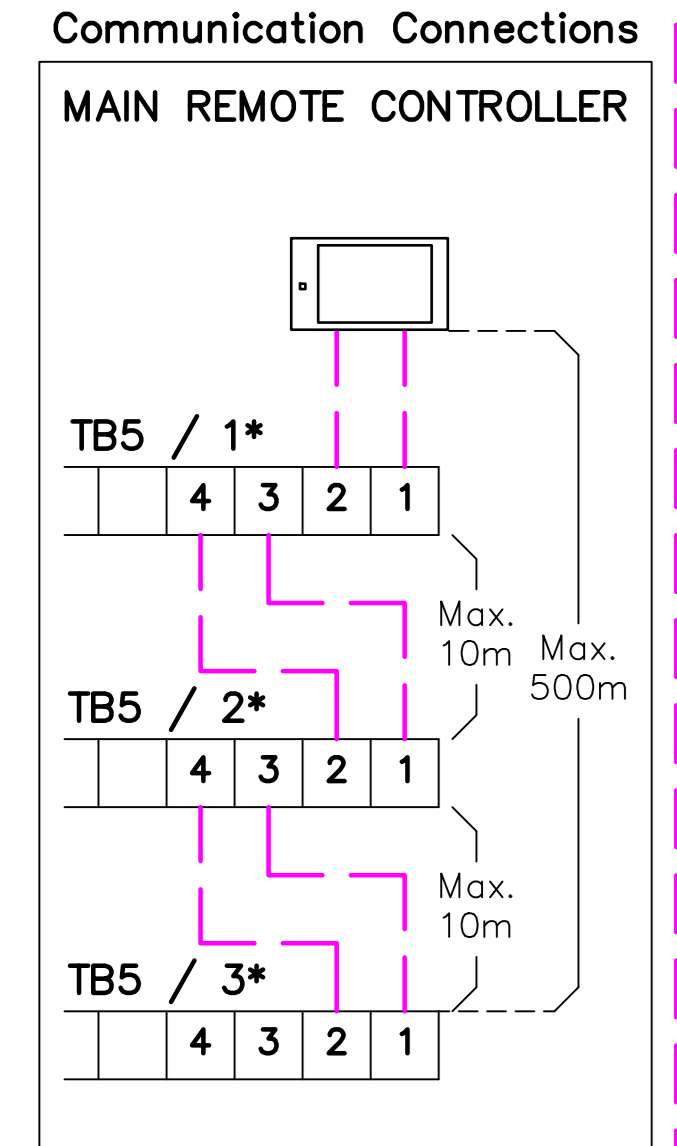 Communication Connections
MAIN REMOTE CONTROLLER
TB5 / 1*
4 3 2 1
Max.
10m
Max.
500m
TB5 / 2*
4 3 2 1
Max.
10m
TB5 / 3*
4 3 2 1